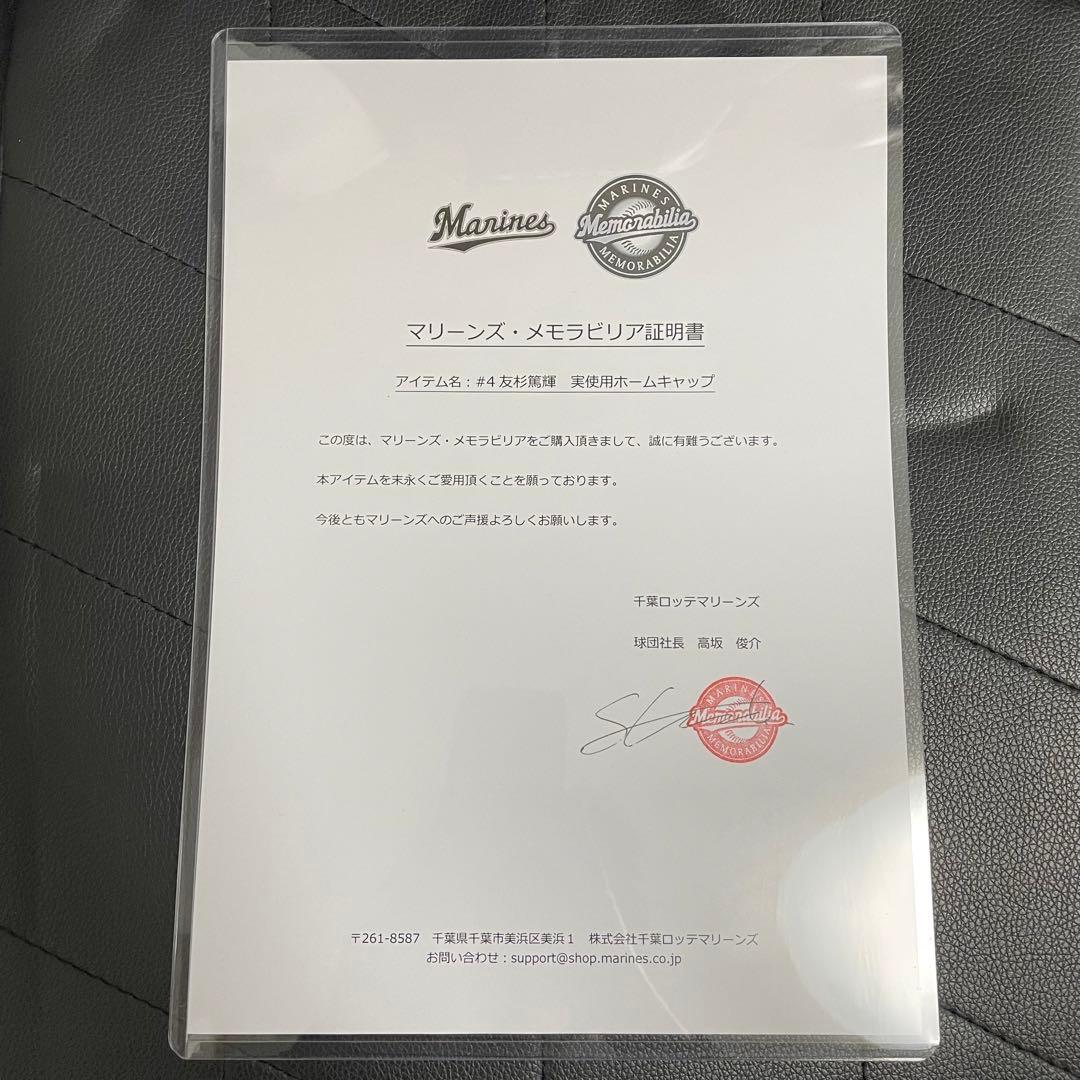 Marines
MARINES
Memorabilia
MEMORABILIA
マリーンズ・メモラビリア証明書
アイテム名：#4 友杉篤輝　実使用ホームキャップ
この度は、マリーンズ・メモラビリアをご購入頂きまして、誠に有難うございます。
本アイテムを末永くご愛用頂くことを願っております。
今後ともマリーンズへのご声援よろしくお願いします。
千葉ロッテマリーンズ
球団社長　高坂　俊介
MARINES
Memorabilia
MEMORABILIA
〒261-8587　千葉県千葉市美浜区美浜１　株式会社千葉ロッテマリーンズ
お問い合わせ：support@shop.marines.co.jp